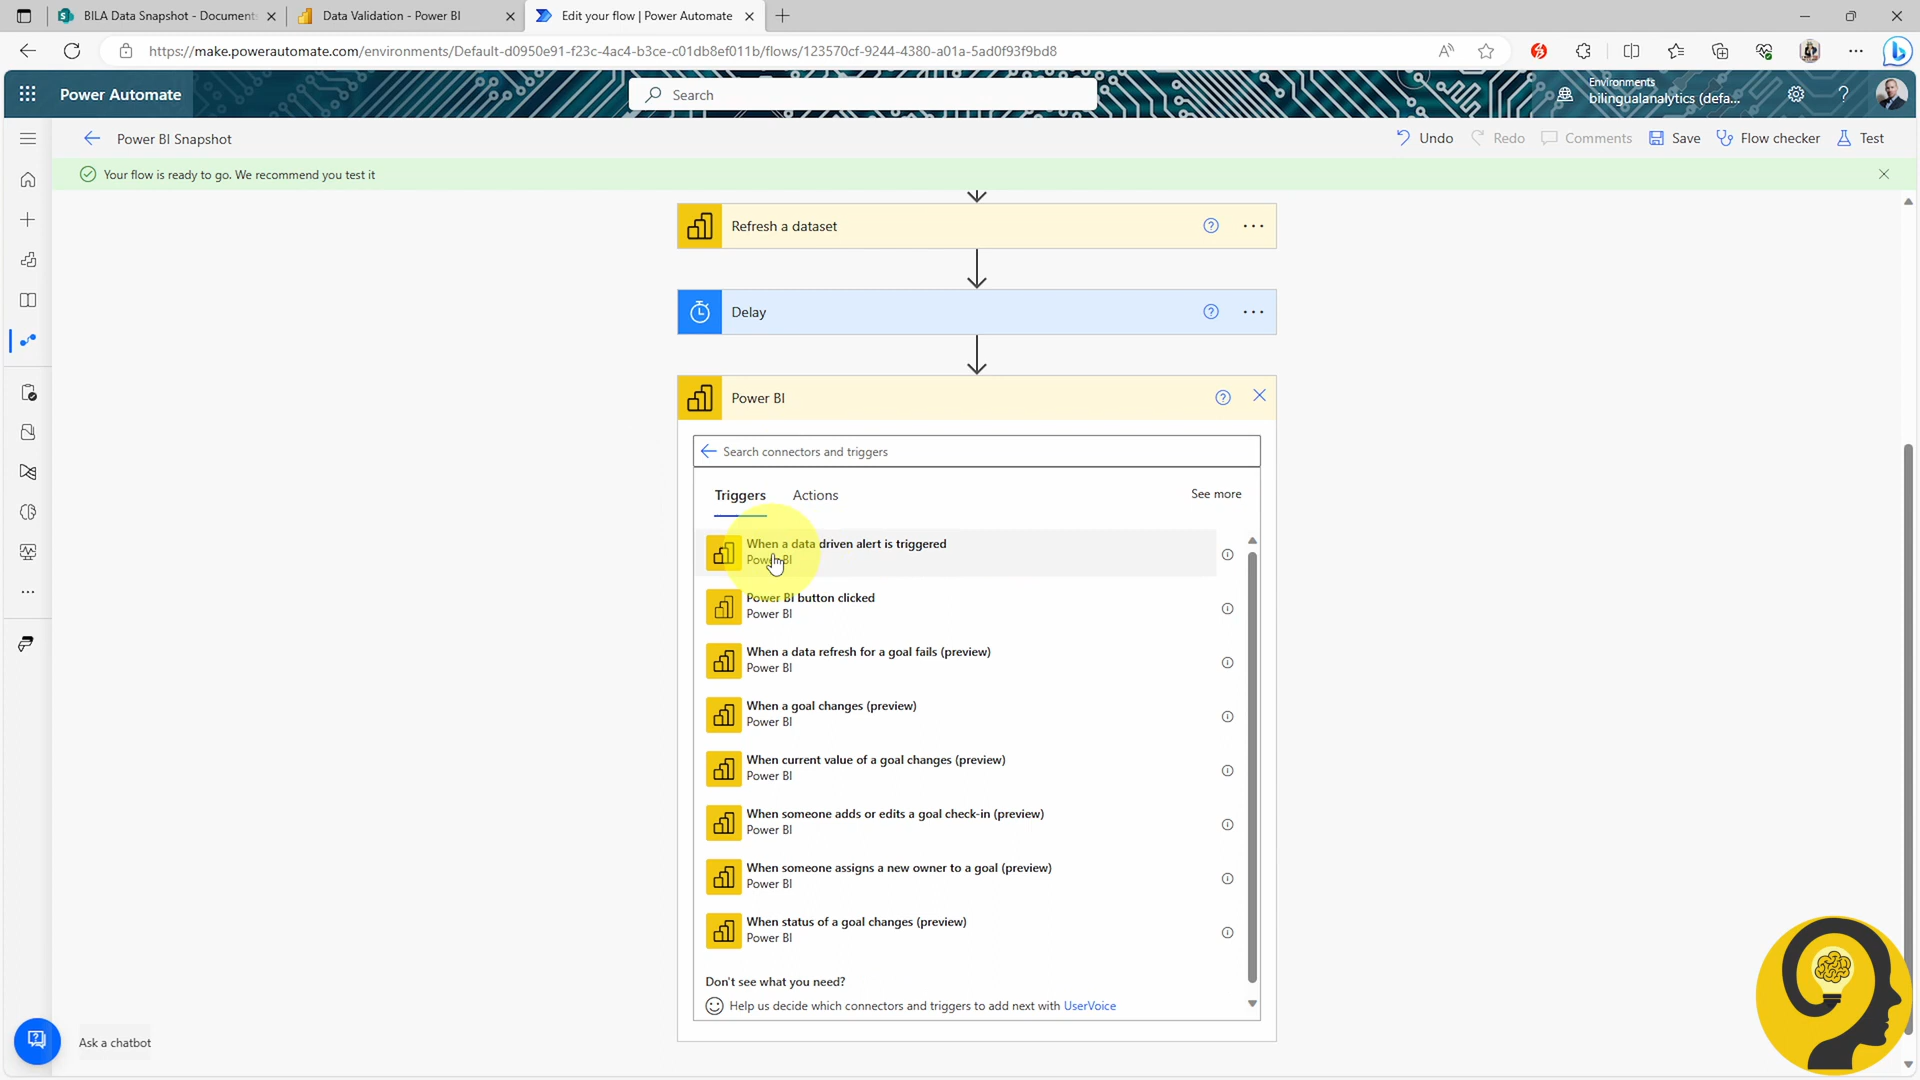 BILA Data Snapshot - Document
Data Validation - Power BI
Edit your flow | Power Automate
https://make.powerautomate.com/environments/Default-d0950e91-f23c-4ac4-b3ce-c01db8ef011b/flows/123570cf-9244-4380-a01a-5ad0f93f9bd8
Power Automate
Search
Environments
bilingualanalytics (defa...
Power BI Snapshot
Undo
Redo
Comments
Save
Flow checker
Test
Your flow is ready to go. We recommend you test it
Refresh a dataset
Delay
Power BI
Search connectors and triggers
Triggers
Actions
See more
When a data driven alert is triggered
Power BI
Power BI button clicked
Power BI
When a data refresh for a goal fails (preview)
Power BI
When a goal changes (preview)
Power BI
When current value of a goal changes (preview)
Power BI
When someone adds or edits a goal check-in (preview)
Power BI
When someone assigns a new owner to a goal (preview)
Power BI
When status of a goal changes (preview)
Power BI
Don't see what you need?
Help us decide which connectors and triggers to add next with UserVoice
Ask a chatbot